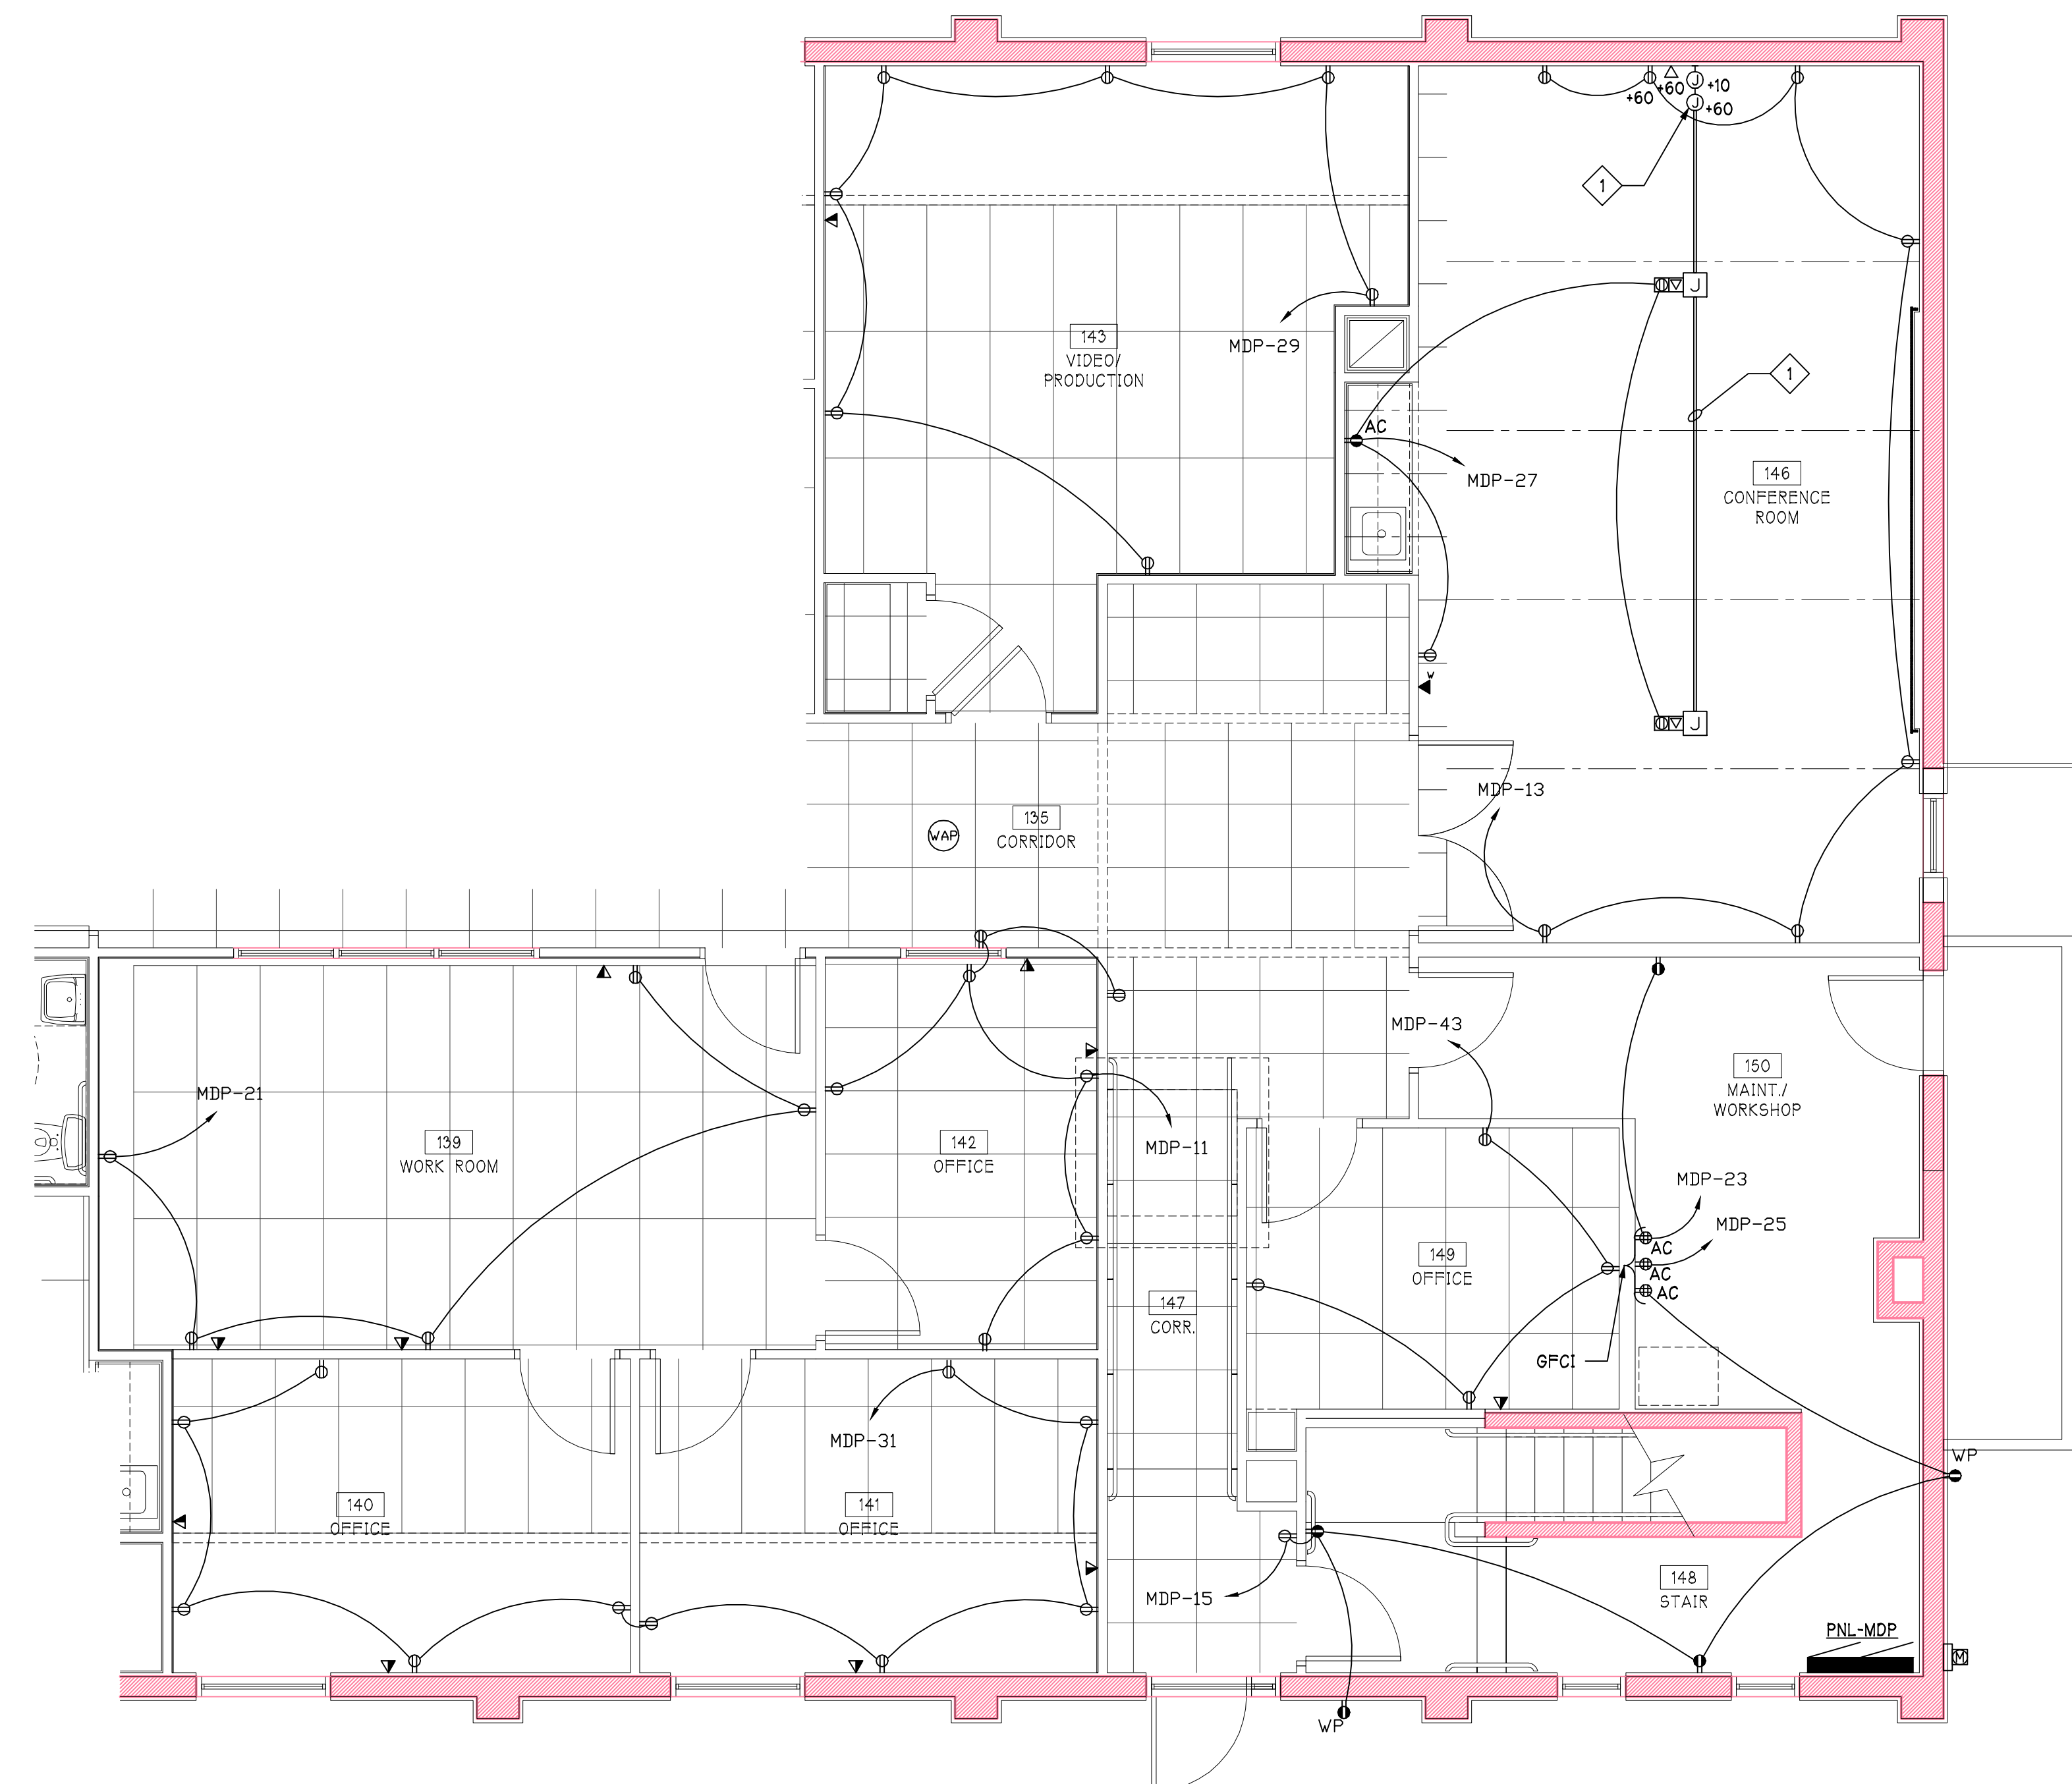 +60
+60
+10
J
J
+60
1
J
143
VIDEO/
PRODUCTION
MDP-29
1
AC
MDP-27
146
CONFERENCE
ROOM
W
J
MDP-13
135
CORRIDOR
WAP
MDP-43
150
MAINT./
WORKSHOP
MDP-21
139
WORK ROOM
142
OFFICE
MDP-11
MDP-23
MDP-25
AC
AC
AC
149
OFFICE
147
CORR.
GFCI
MDP-31
140
OFFICE
141
OFFICE
WP
MDP-15
148
STAIR
PNL-MDP
M
WP